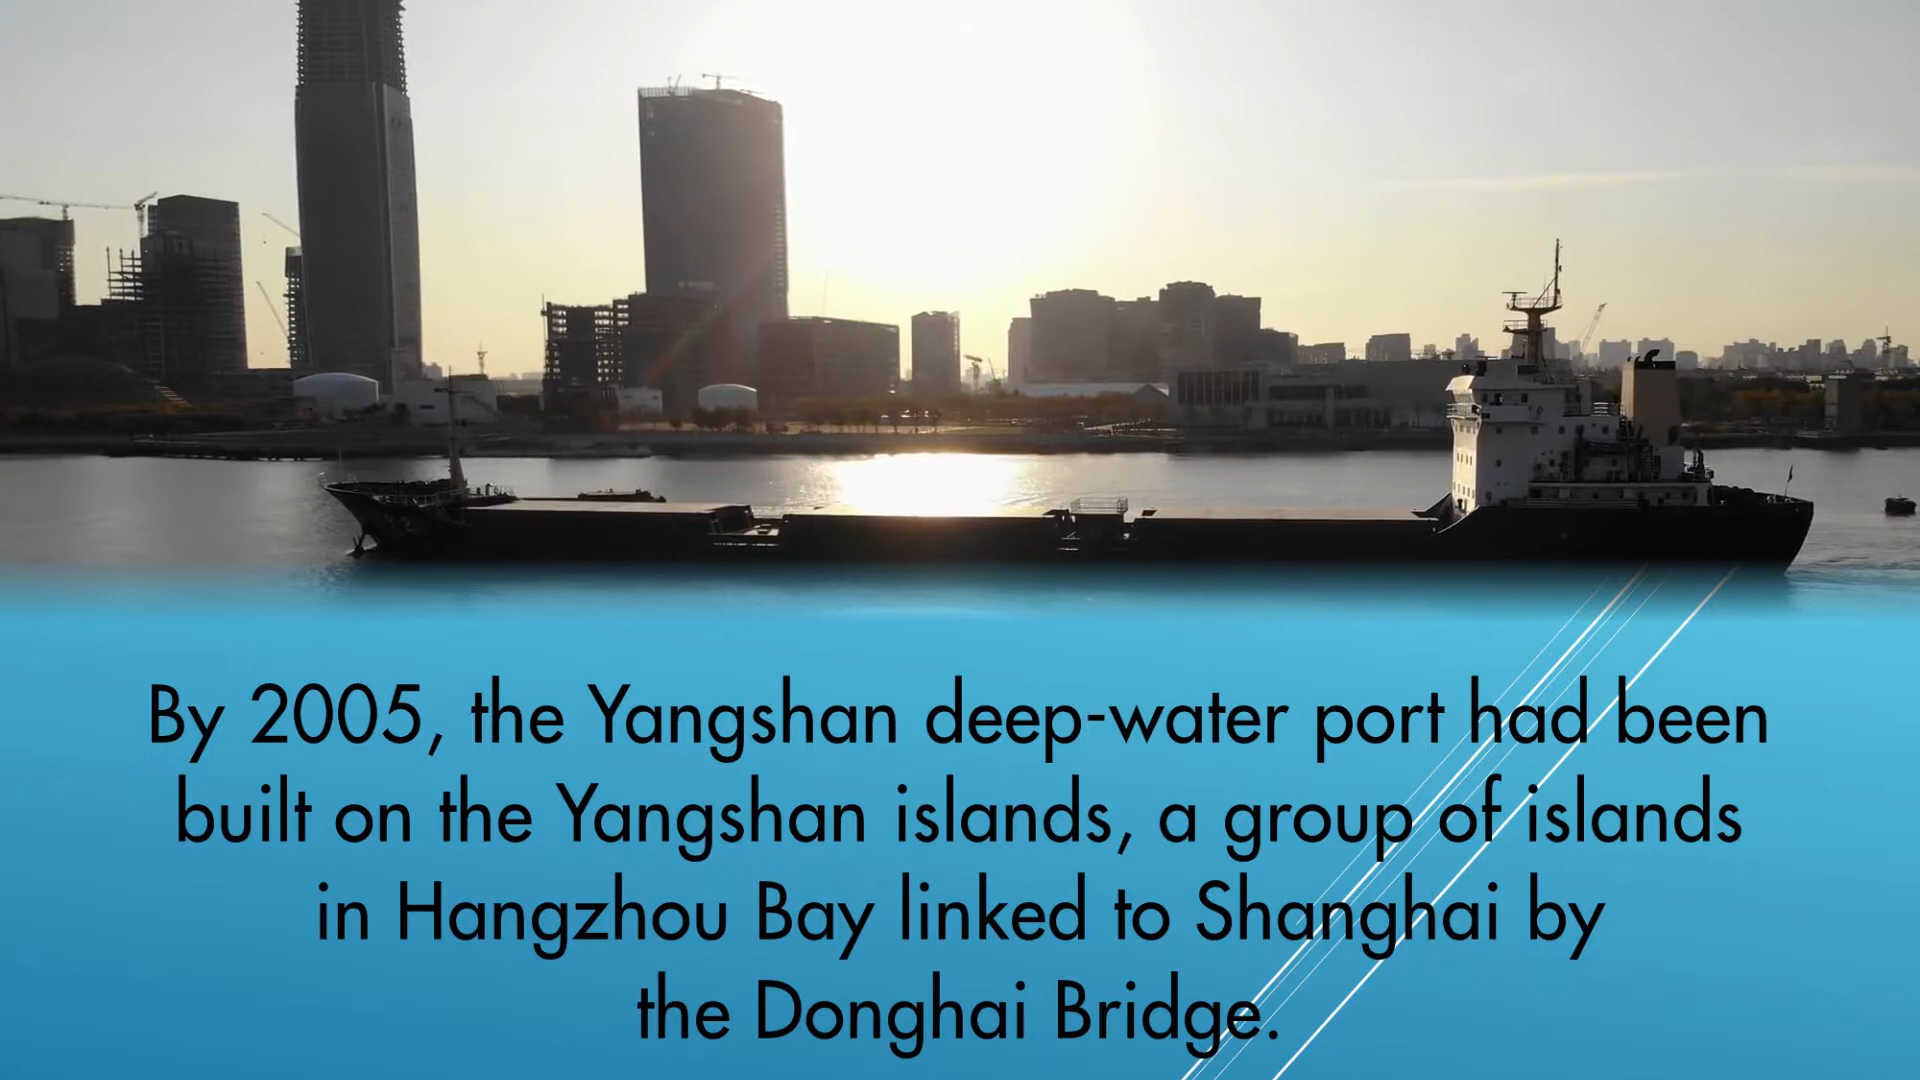 By 2005, the Yangshan deep-water port had been
built on the Yangshan islands, a group of islands
in Hangzhou Bay linked to Shanghai by
the Donghai Bridge.